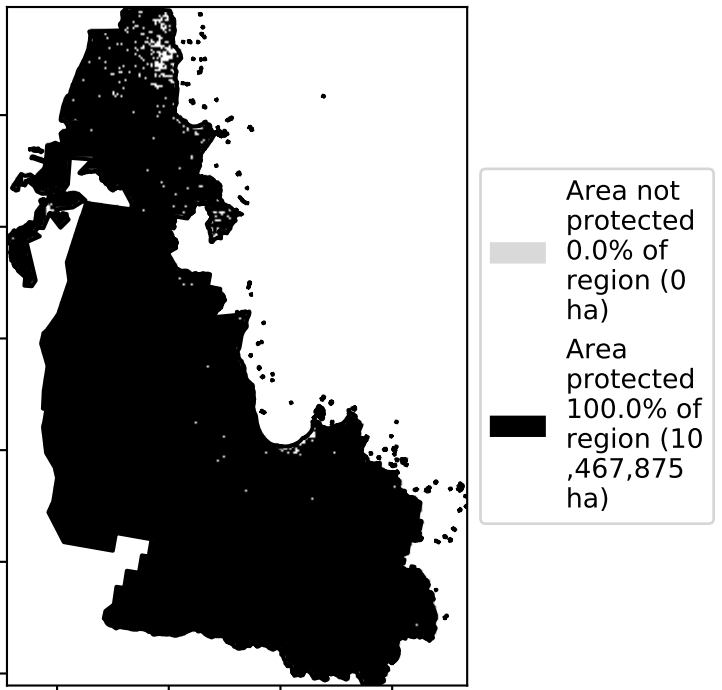 Area not
protected
0.0% of
region (0
ha)
Area
protected
100.0% of
region (10
,467,875
ha)